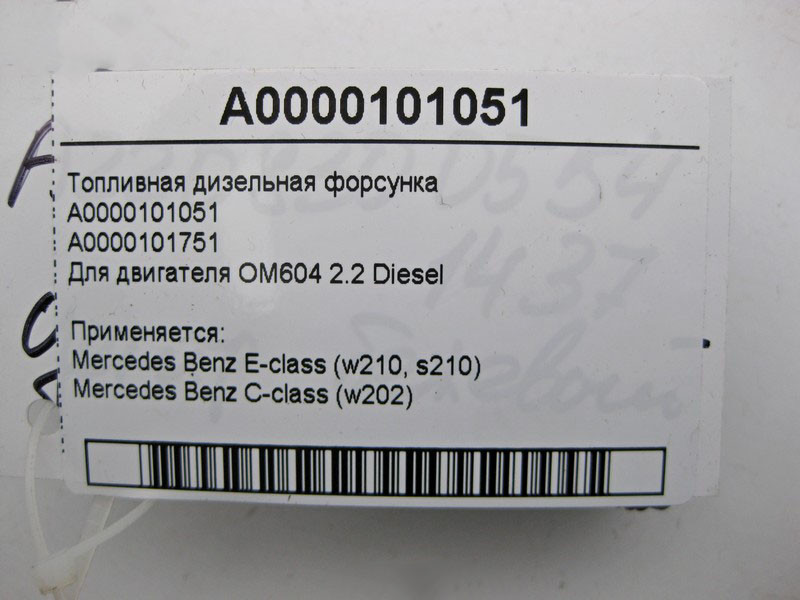 A0000101051
Топливная дизельная форсунка
A0000101051
A0000101751
Для двигателя OM604 2.2 Diesel
Применяется:
Mercedes Benz E-class (w210, s210)
Mercedes Benz C-class (w202)
1437